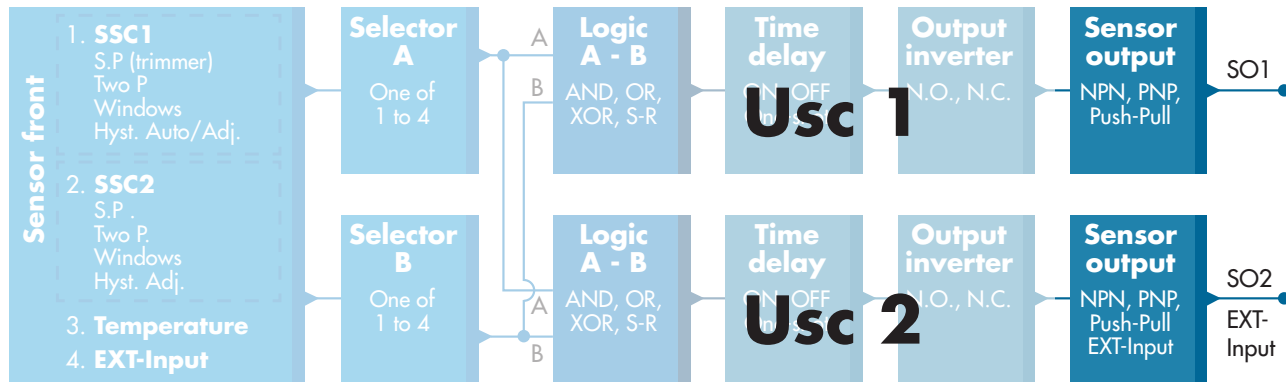 Sensor front
1. SSC1
S.P (trimmer)
Two P
Windows
Hyst. Auto/Adj.
2. SSC2
S.P .
Two P.
Windows
Hyst. Adj.
3. Temperature
4. EXT-Input
Selector
A
One of
1 to 4
A
B
Logic
A - B
AND, OR,
XOR, S-R
Time
delay
ON, OFF
Usc 1
Output
inverter
N.O., N.C.
Sensor
output
NPN, PNP,
Push-Pull
SO1
Selector
B
One of
1 to 4
A
B
Logic
A - B
AND, OR,
XOR, S-R
Time
delay
ON, OFF
Usc 2
Output
inverter
N.O., N.C.
Sensor
output
NPN, PNP,
Push-Pull
EXT-Input
SO2
EXT-
Input